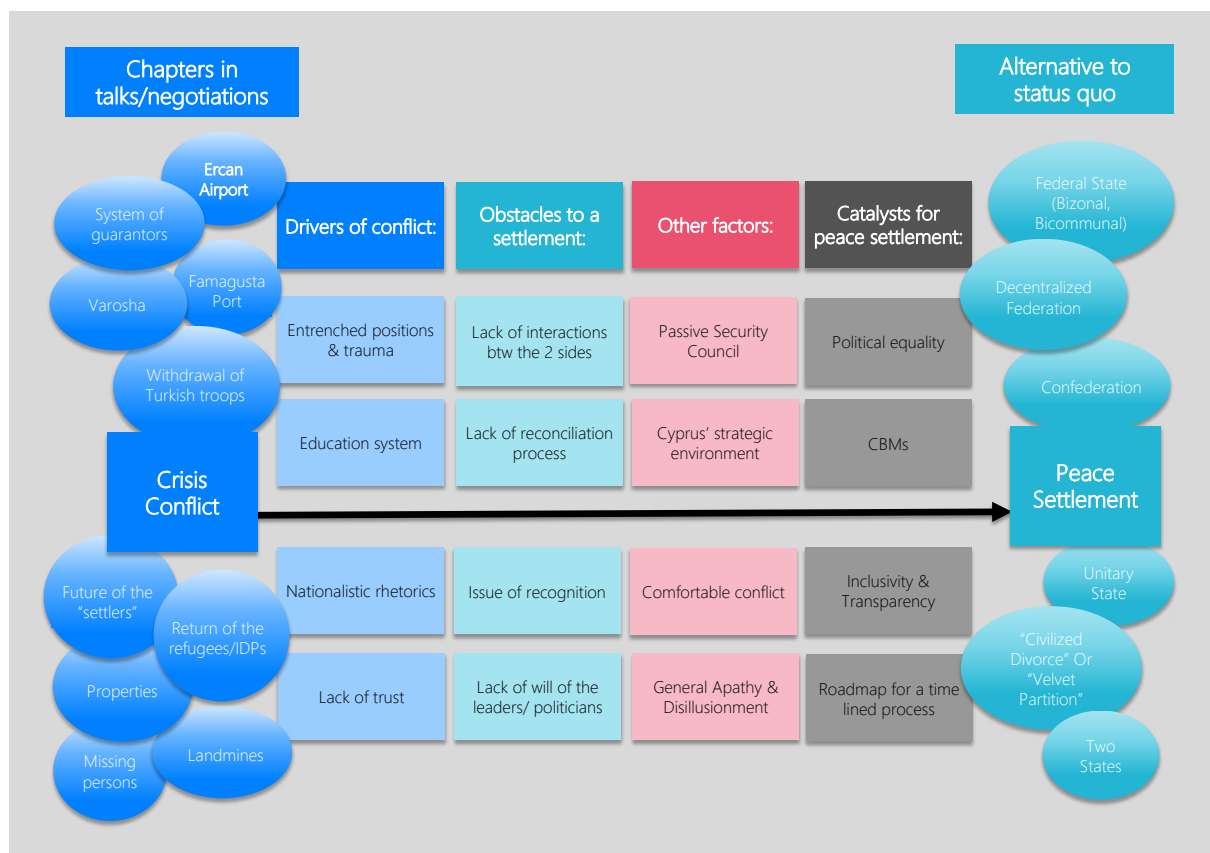 Chapters in
talks/negotiations
Alternative to
status quo
Ercan
Airport
System of
guarantors
Famagusta
Port
Varosha
Withdrawal of
Turkish troops
Crisis
Conflict
Future of the
“settlers”
Return of the
refugees/IDPs
Properties
Landmines
Missing
persons
Drivers of conflict:
Entrenched positions
& trauma
Education system
Nationalistic rhetorics
Lack of trust
Obstacles to a
settlement:
Lack of interactions
btw the 2 sides
Lack of reconciliation
process
Issue of recognition
Lack of will of the
leaders/ politicians
Other factors:
Passive Security
Council
Cyprus’ strategic
environment
Comfortable conflict
General Apathy &
Disillusionment
Catalysts for
peace settlement:
Political equality
CBMs
Inclusivity &
Transparency
Roadmap for a time
lined process
Federal State
(Bizonal,
Bicommunal)
Decentralized
Federation
Confederation
Peace
Settlement
Unitary
State
“Civilized
Divorce” Or
“Velvet
Partition”
Two
States